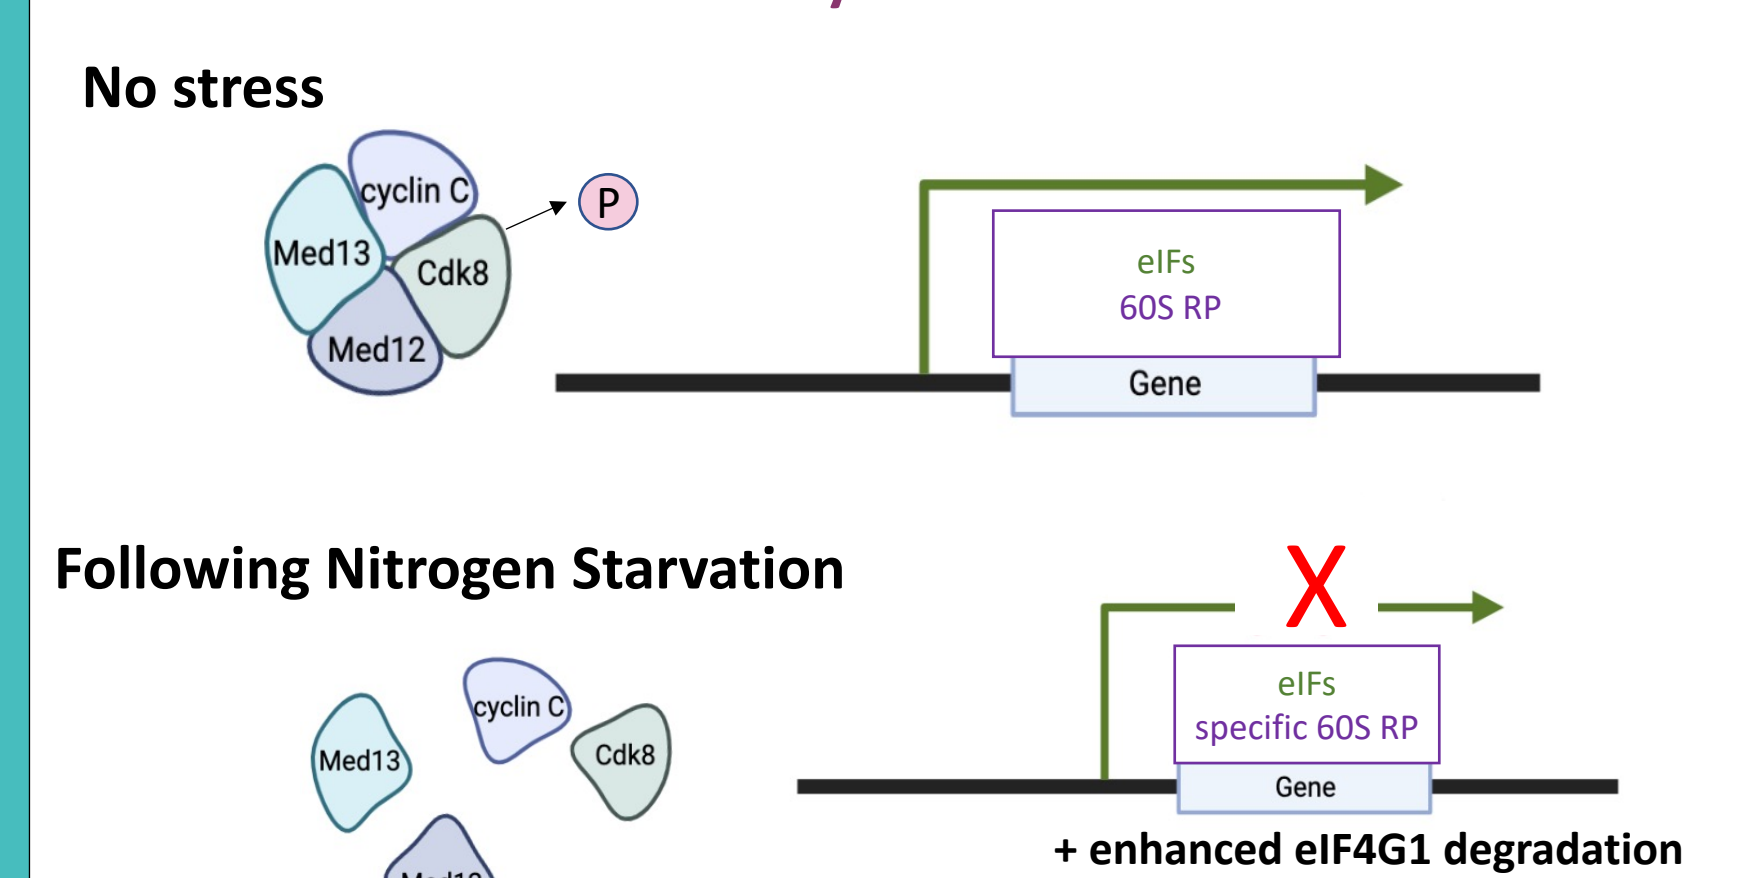 No stress
cyclin C
P
Med13
Cdk8
Med12
eIFs
60S RP
Gene
Following Nitrogen Starvation
X
cyclin C
Med13
Cdk8
eIFs
specific 60S RP
Gene
+ enhanced eIF4G1 degradation